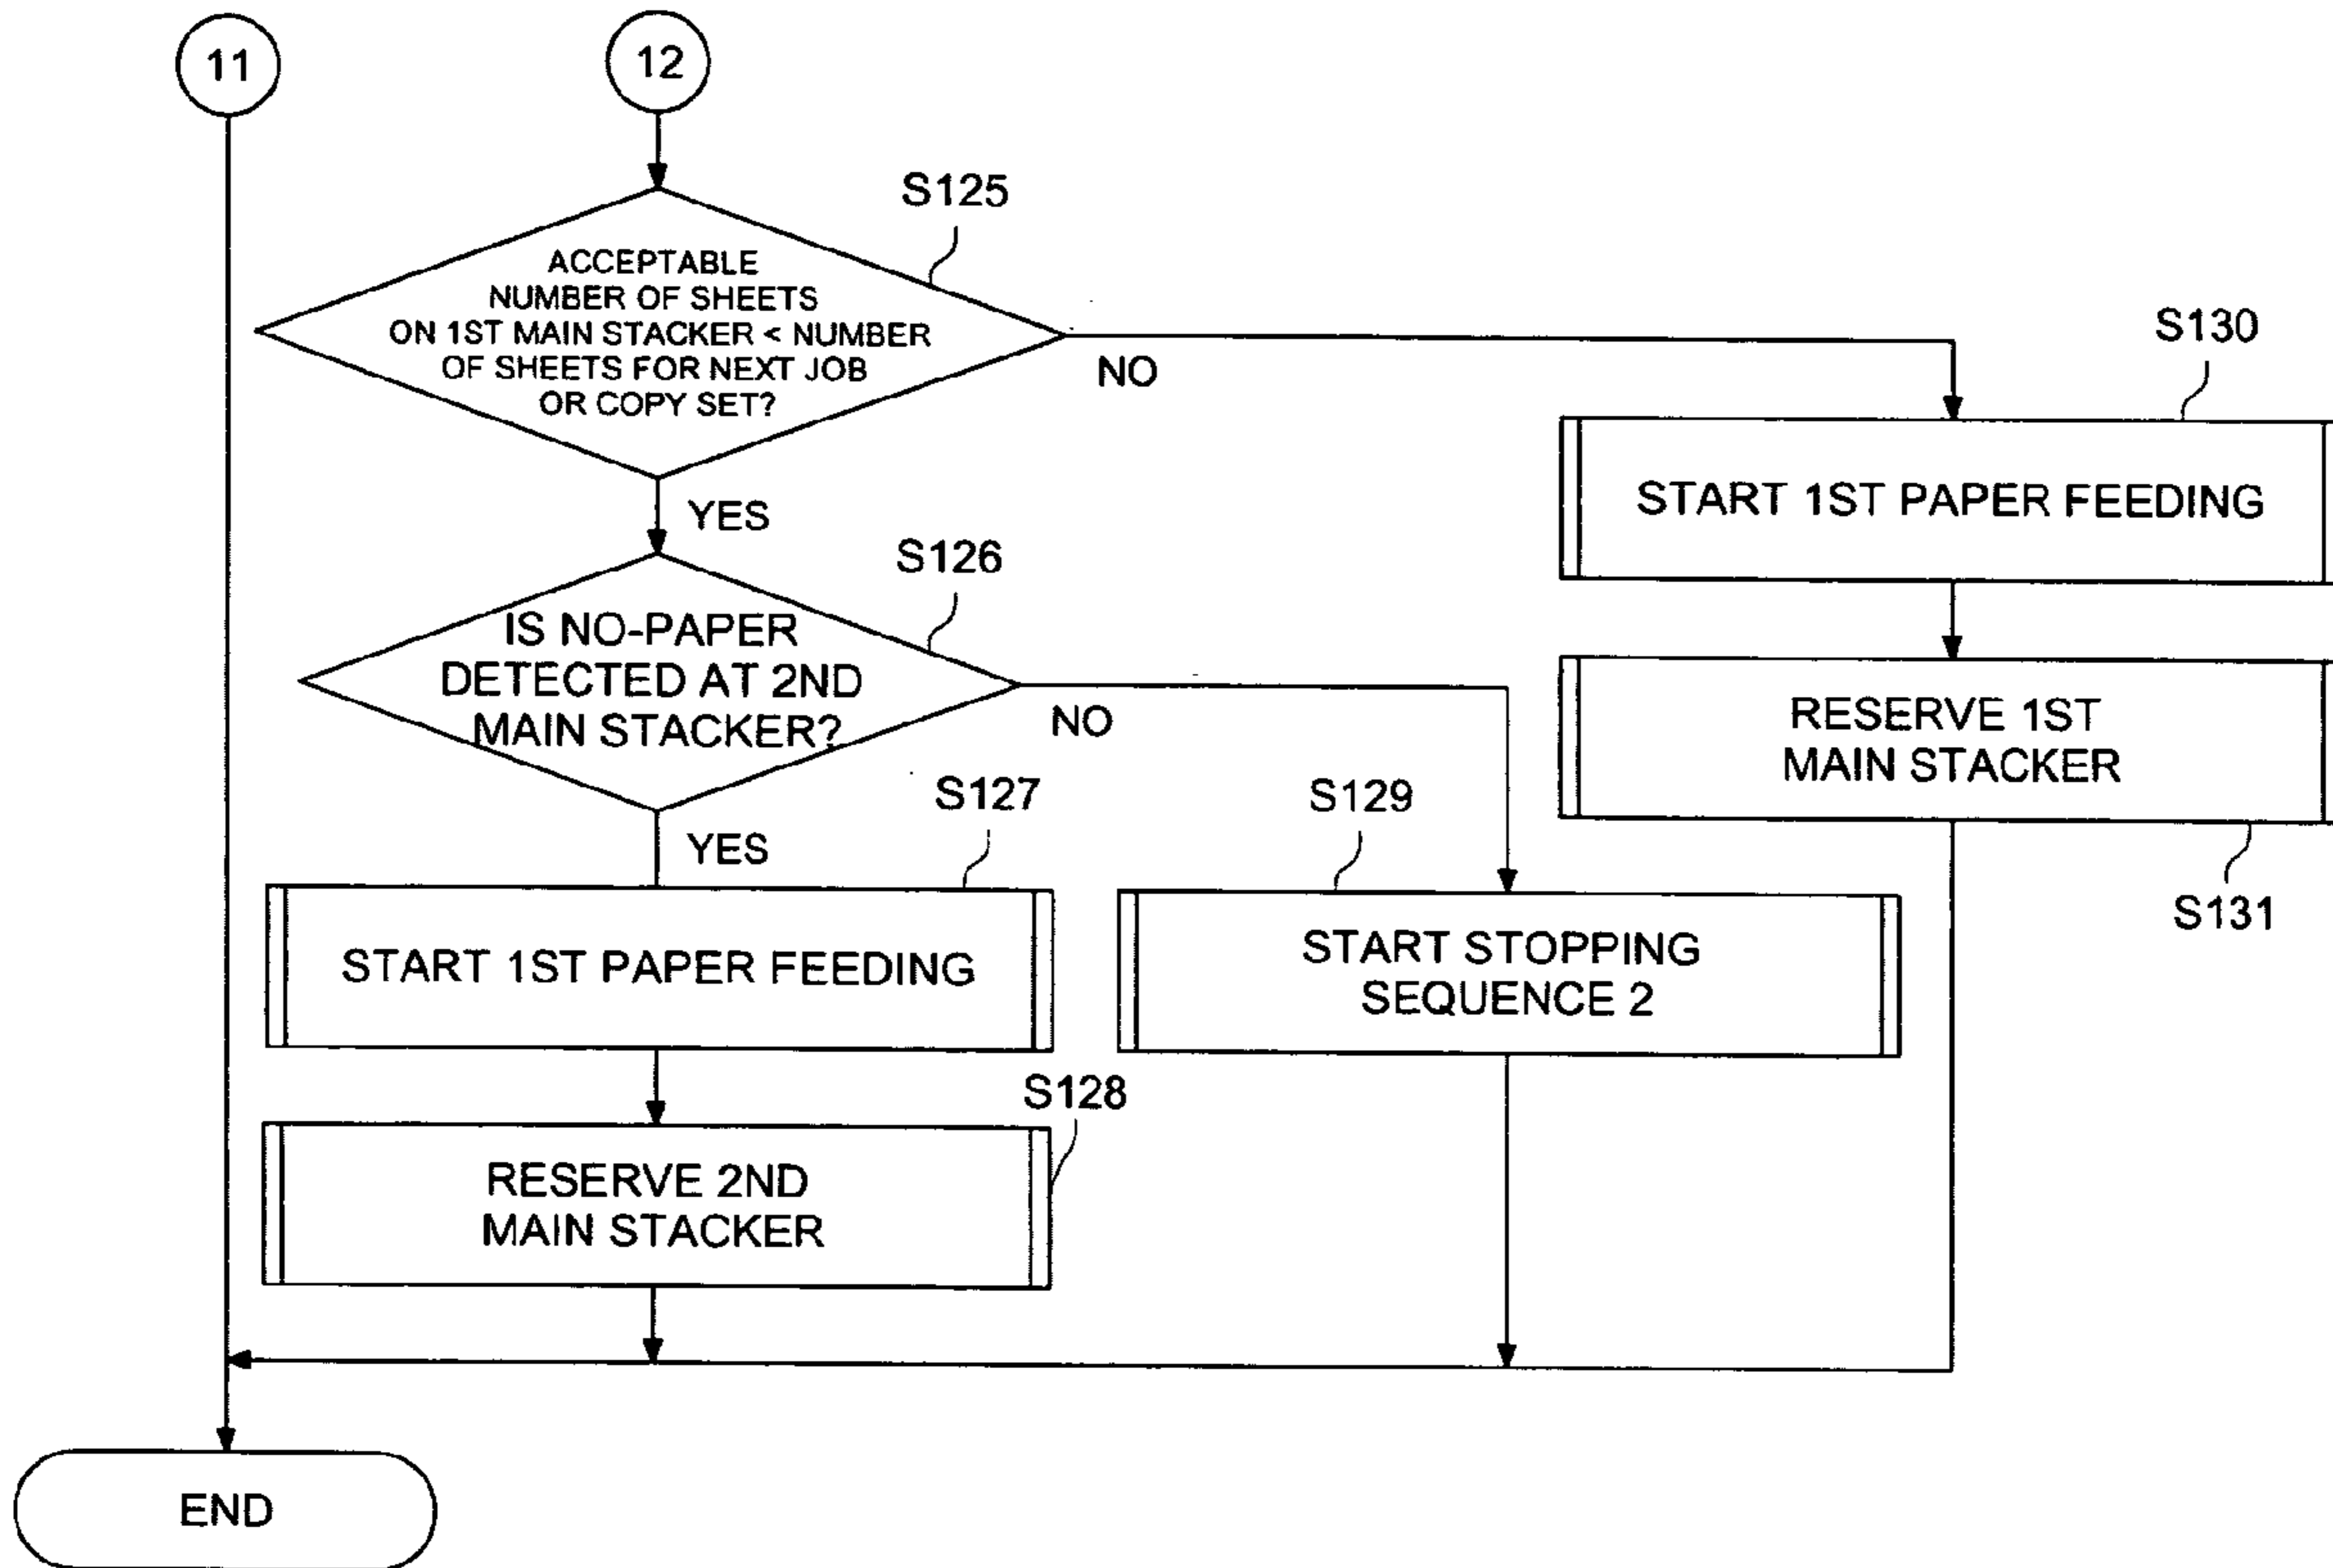 11
12
S125
ACCEPTABLE
NUMBER OF SHEETS
ON 1ST MAIN STACKER < NUMBER
OF SHEETS FOR NEXT JOB
OR COPY SET?
NO
YES
S130
START 1ST PAPER FEEDING
S126
IS NO-PAPER
DETECTED AT 2ND
MAIN STACKER?
NO
YES
RESERVE 1ST
MAIN STACKER
S131
S127
START 1ST PAPER FEEDING
S129
START STOPPING
SEQUENCE 2
S128
RESERVE 2ND
MAIN STACKER
END